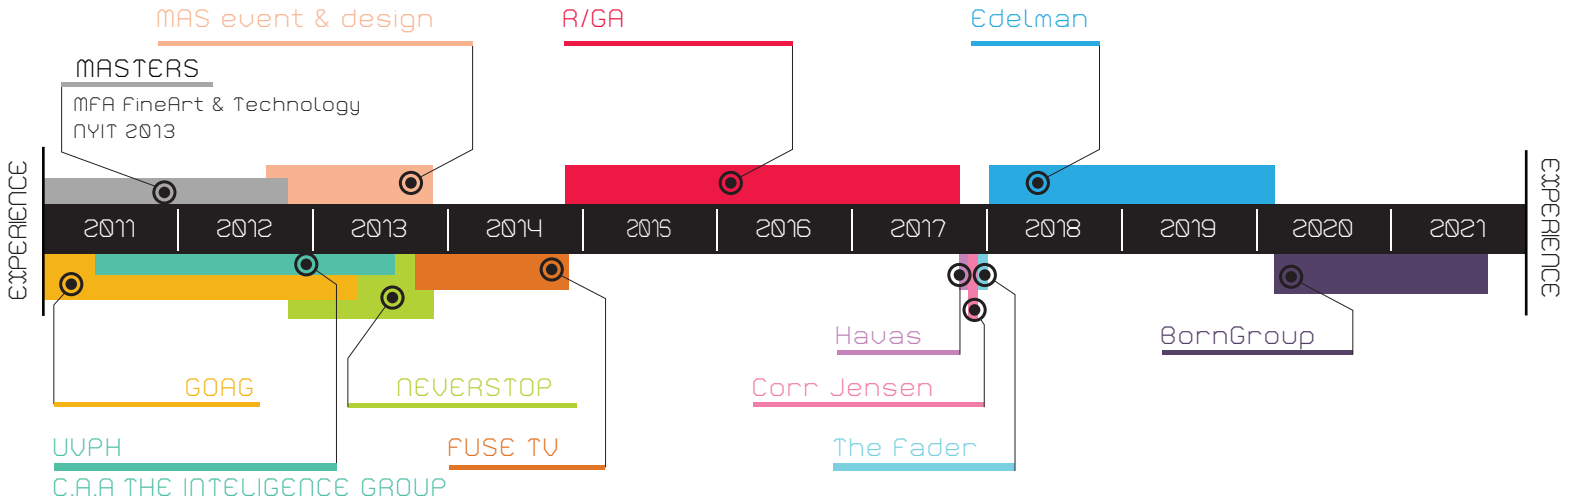 MAS event & design
R/GA
Edelman
MASTERS
MFA FineArt & Technology
NYIT 2013
EXPERIENCE
2011 2012 2013 2014 2015 2016 2017 2018 2019 2020 2021
EXPERIENCE
Havas
BornGroup
GOAG
NEVERSTOP
Corr Jensen
UVPH
FUSE TV
The Fader
C.A.A THE INTELIGENCE GROUP